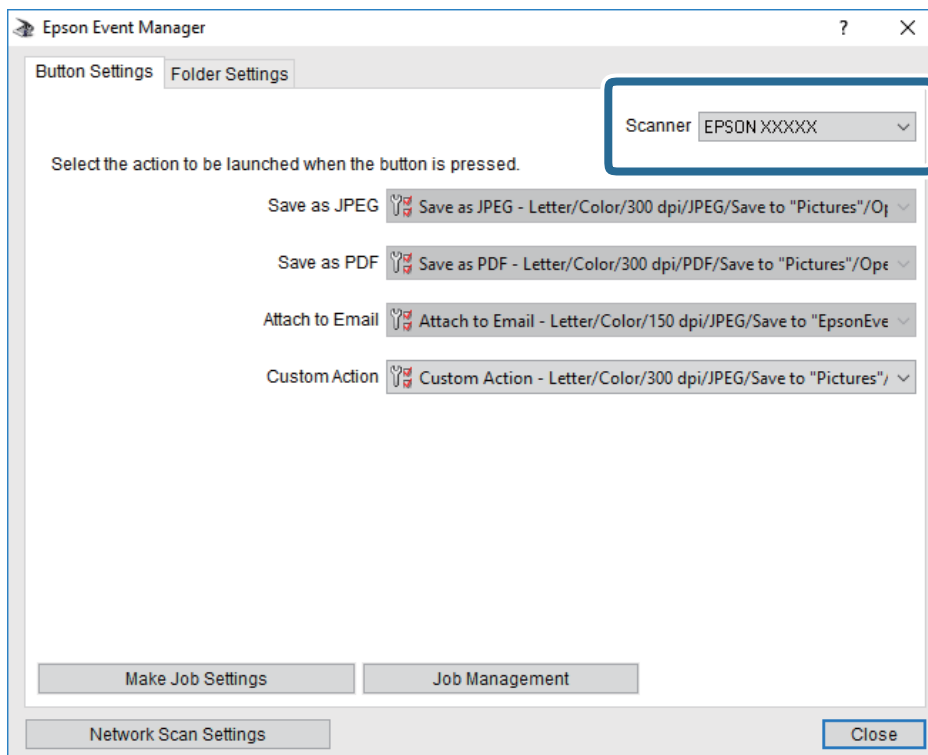 Epson Event Manager
Button Settings Folder Settings
Scanner EPSON XXXXX
Select the action to be launched when the button is pressed.
Save as JPEG Save as JPEG - Letter/Color/300 dpi/JPEG/Save to "Pictures"/Op
Save as PDF Save as PDF - Letter/Color/300 dpi/PDF/Save to "Pictures"/Ope
Attach to Email Attach to Email - Letter/Color/150 dpi/JPEG/Save to "EpsonEve
Custom Action Custom Action - Letter/Color/300 dpi/JPEG/Save to "Pictures"/
Make Job Settings Job Management
Network Scan Settings Close